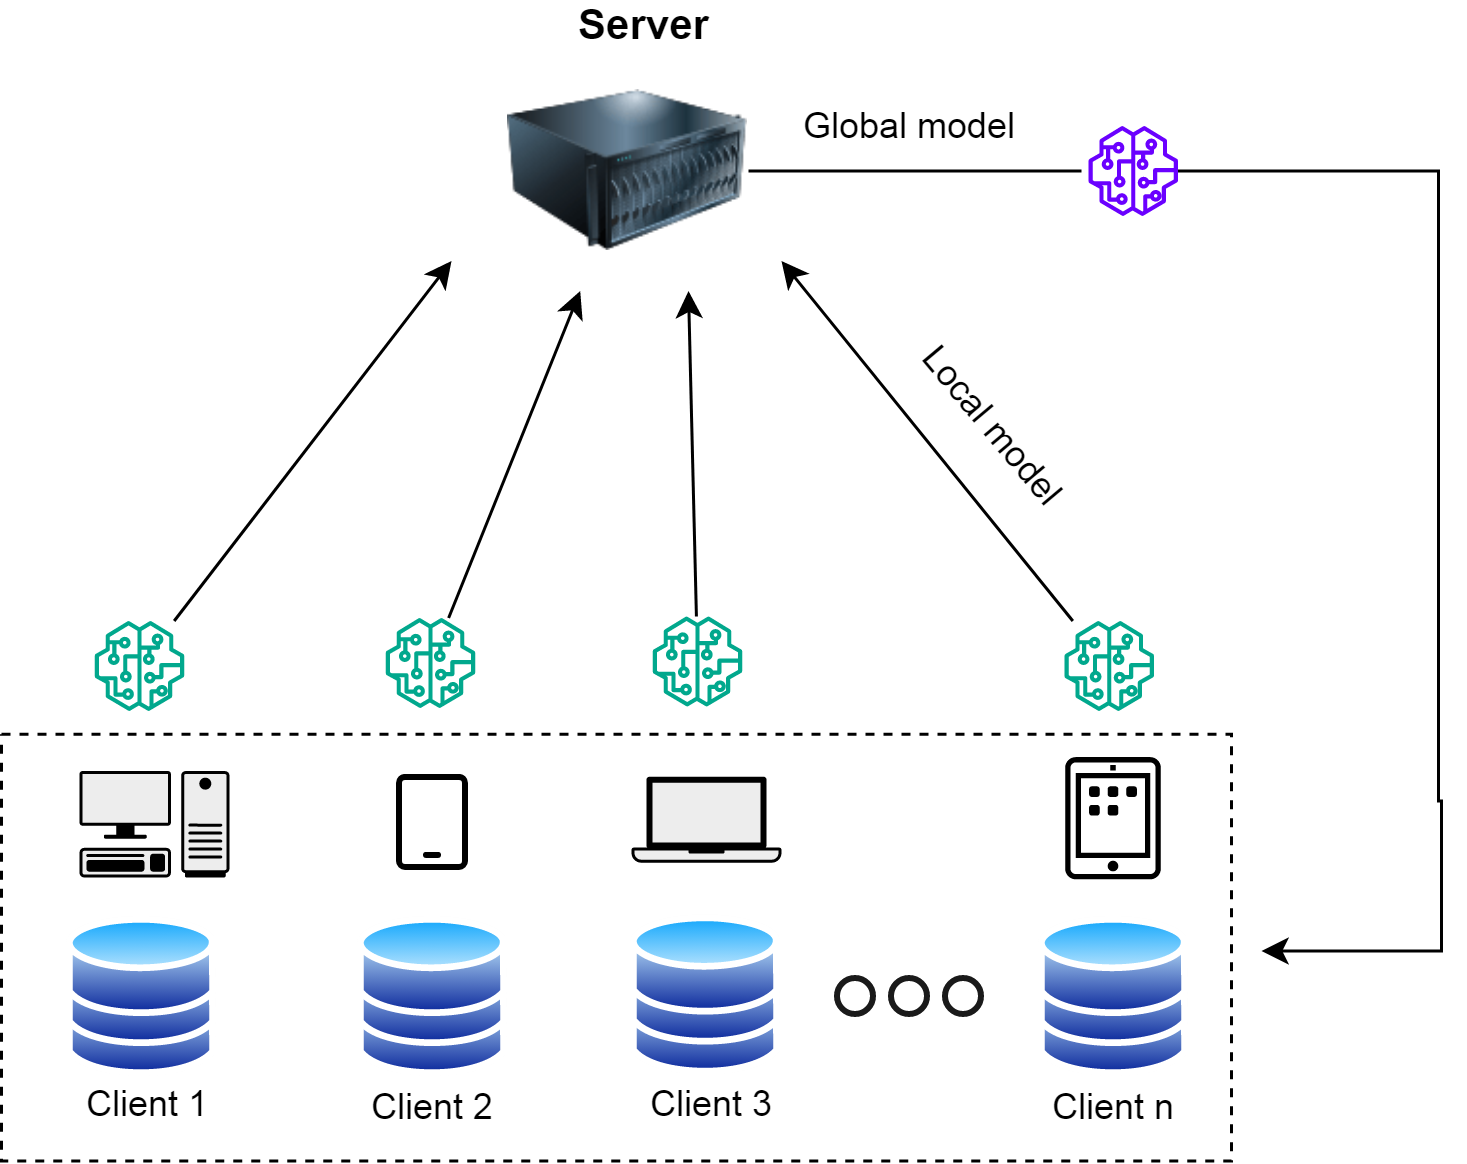 Server
Global model
Local model
Client 1
Client 2
Client 3
Client n